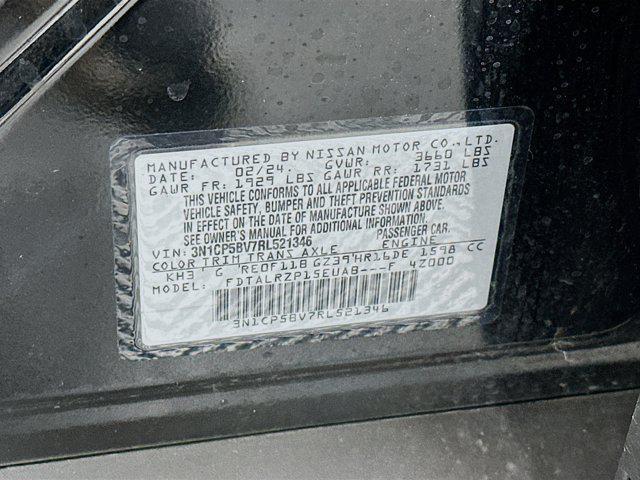 MANUFACTURED BY NISSAN MOTOR CO.,LTD.
DATE: 02/24. GVWR: 3660 LBS
GAWR FR: 1929 LBS GAWR RR: 1731 LBS
THIS VEHICLE CONFORMS TO ALL APPLICABLE FEDERAL MOTOR
VEHICLE SAFETY, BUMPER AND THEFT PREVENTION STANDARDS
IN EFFECT ON THE DATE OF MANUFACTURE SHOWN ABOVE.
SEE OWNER'S MANUAL FOR ADDITIONAL INFORMATION.
VIN: 3N1CP5BV7RL521346 PASSENGER CAR.
COLOR TRIM TRANS AXLE ENGINE
KH3 G RE0F11B GZ39 HR16DE 1598 CC
MODEL: FDTALRZP15EUAB---F 4Z000
3N1CP5BV7RL521346